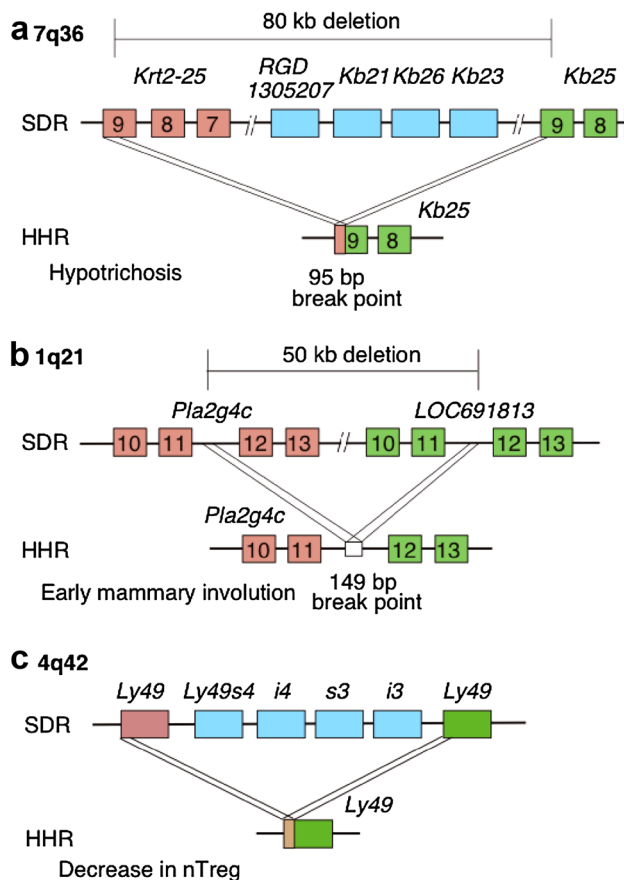 a 7q36
80 kb deletion
Krt2-25
RGD
1305207
Kb21 Kb26 Kb23
Kb25
SDR
9 8 7 // // 9 8
HHR
9 8
Kb25
Hypotrichosis
95 bp
break point
b 1q21
50 kb deletion
Pla2g4c
LOC691813
SDR
10 11 12 13 // 10 11 12 13
Pla2g4c
HHR
10 11 12 13
Early mammary involution
149 bp
break point
c 4q42
Ly49 Ly49s4 i4 s3 i3 Ly49
SDR
Ly49
HHR
Decrease in nTreg